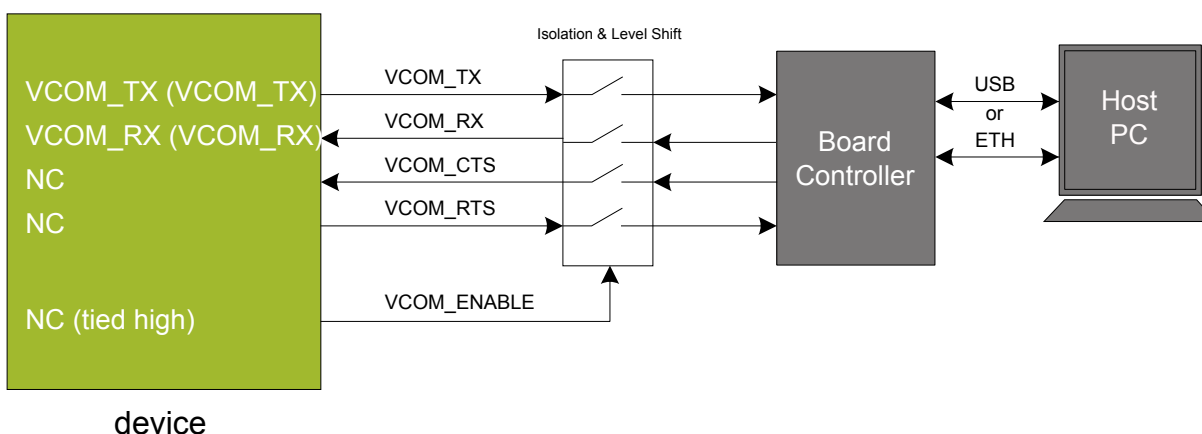 Isolation & Level Shift
VCOM_TX (VCOM_TX)
VCOM_RX (VCOM_RX)
NC
NC
NC (tied high)
device
VCOM_TX
VCOM_RX
VCOM_CTS
VCOM_RTS
VCOM_ENABLE
Board
Controller
USB
or
ETH
Host
PC